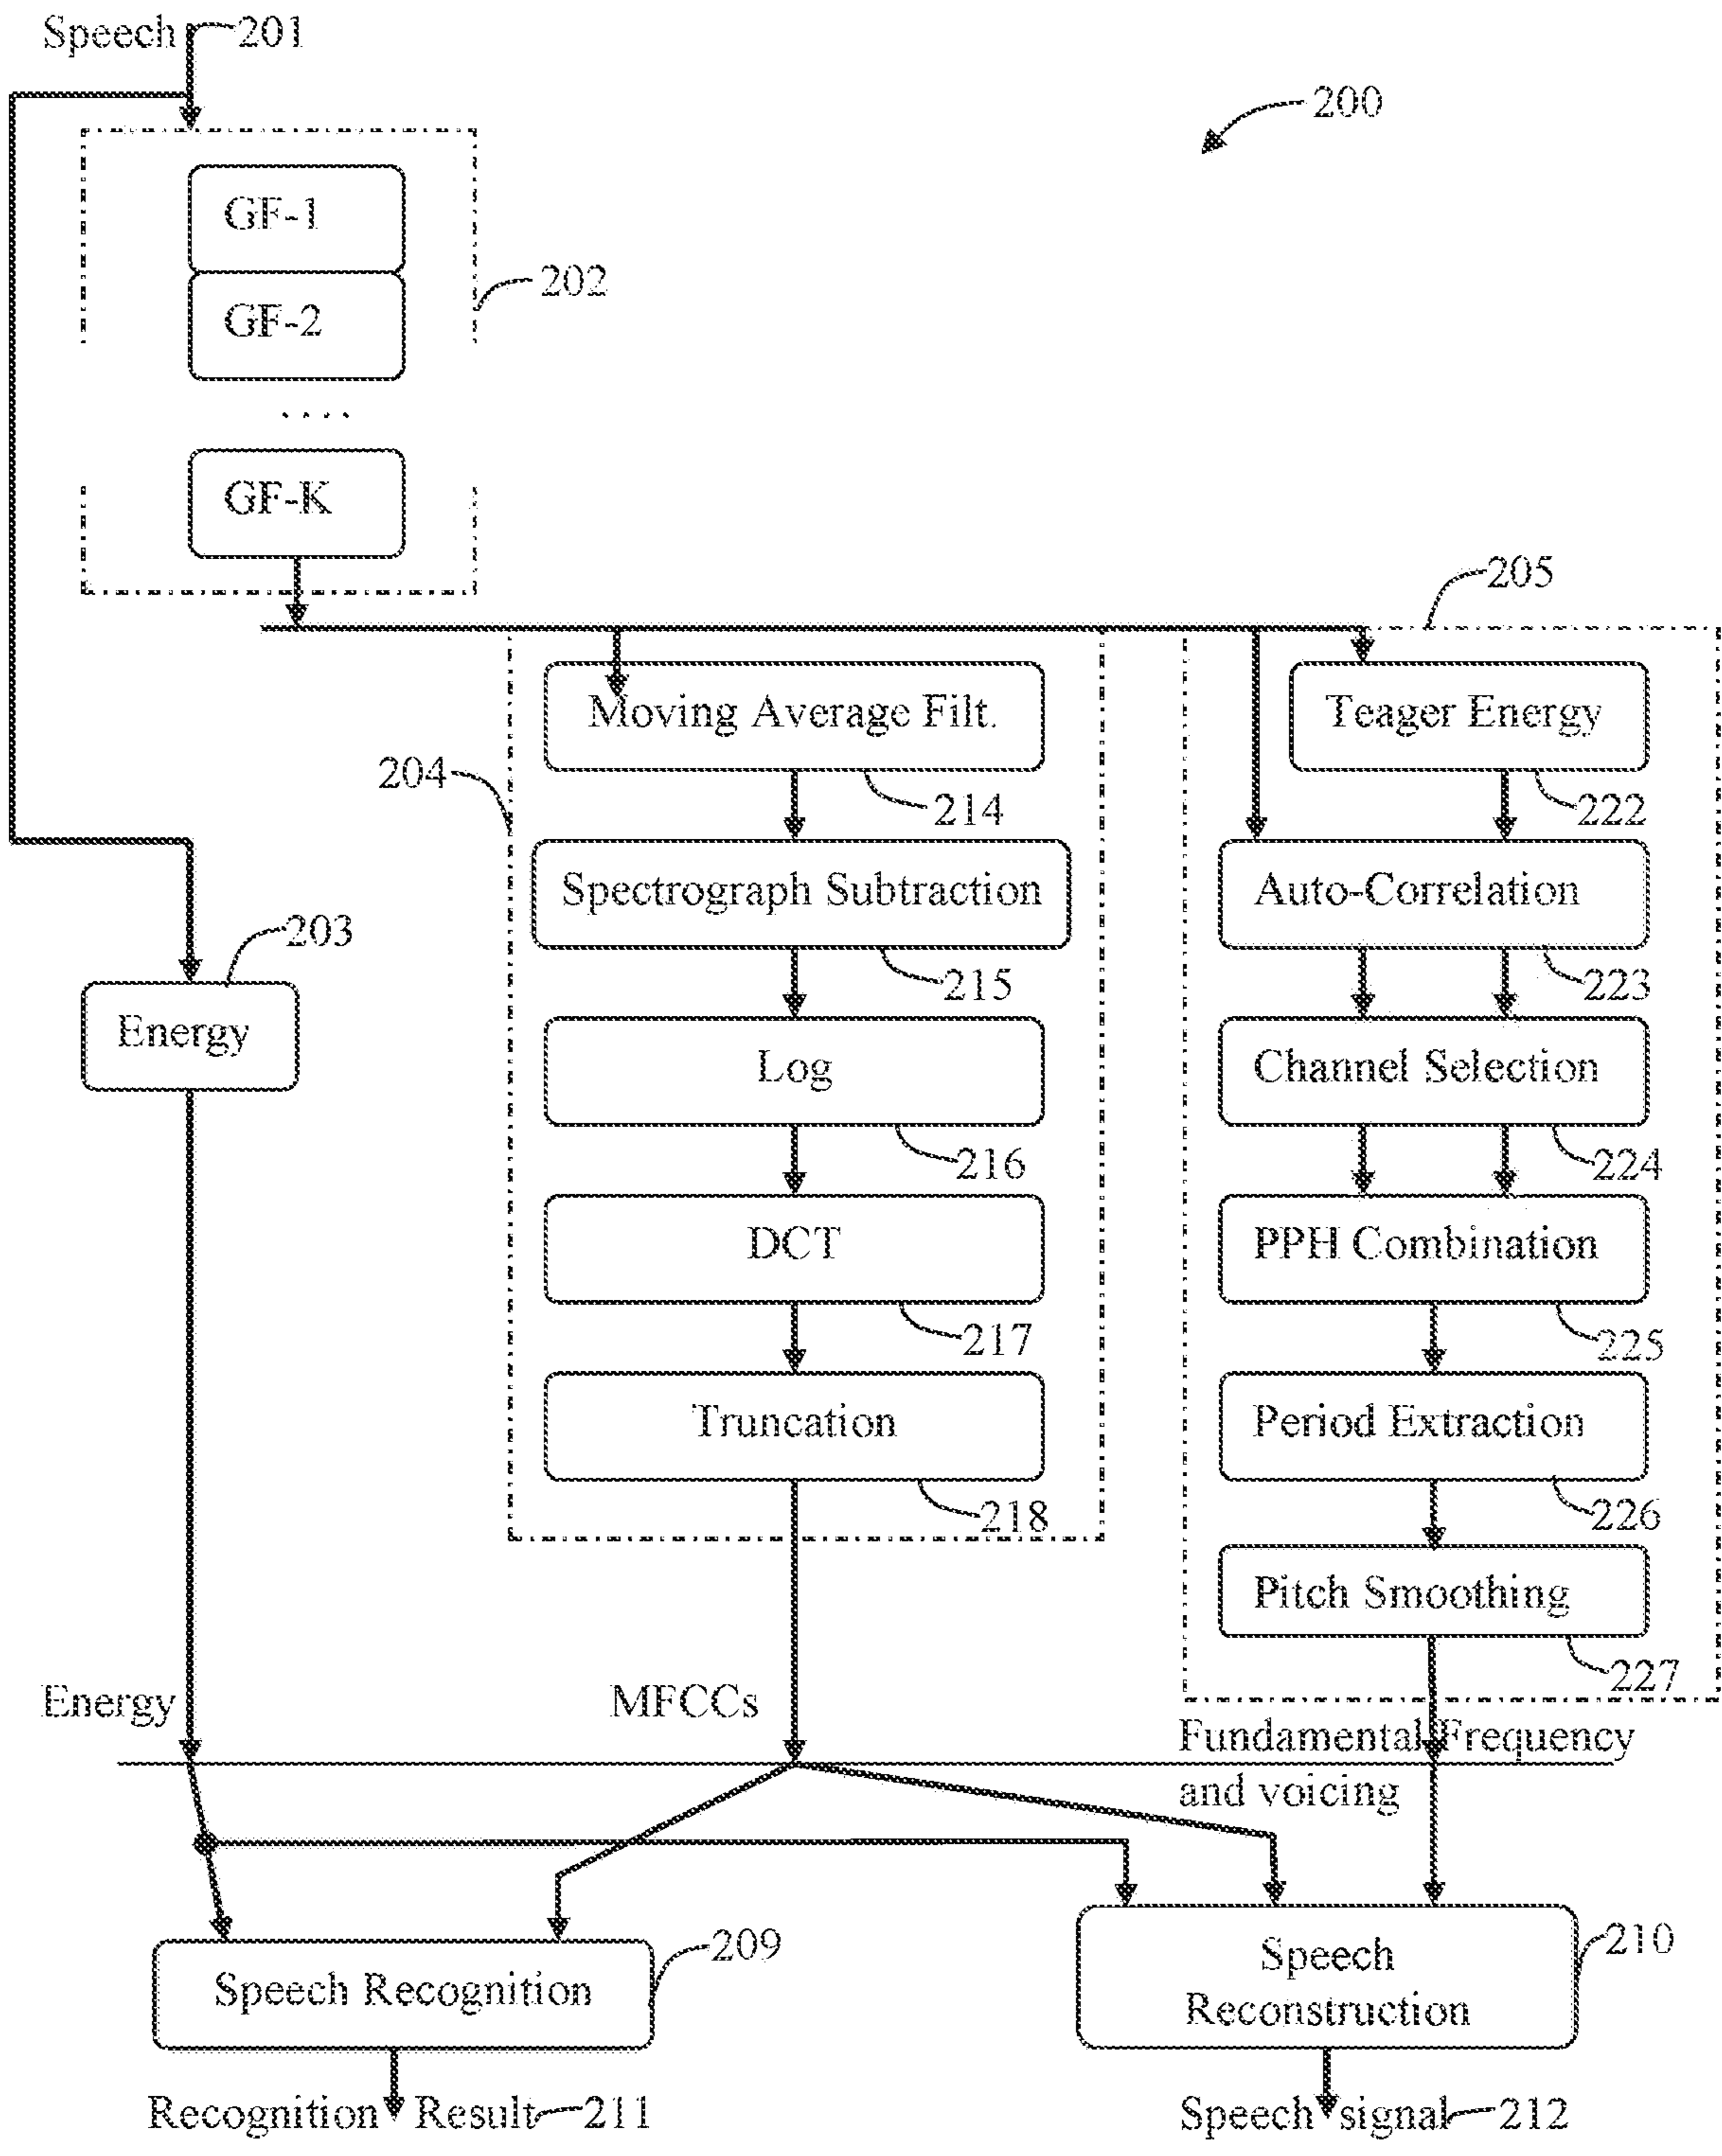 Speech 201
200
GF-1
GF-2
202
....
GF-K
205
Moving Average Filt.
Teager Energy
204
214
222
Spectrograph Subtraction
Auto-Correlation
203
215
223
Energy
Log
Channel Selection
216
224
DCT
PPH Combination
217
225
Truncation
Period Extraction
218
226
Pitch Smoothing
227
Energy
MFCCs
Fundamental Frequency
and voicing
209
210
Speech Recognition
Speech
Reconstruction
Recognition Result 211
Speech signal 212